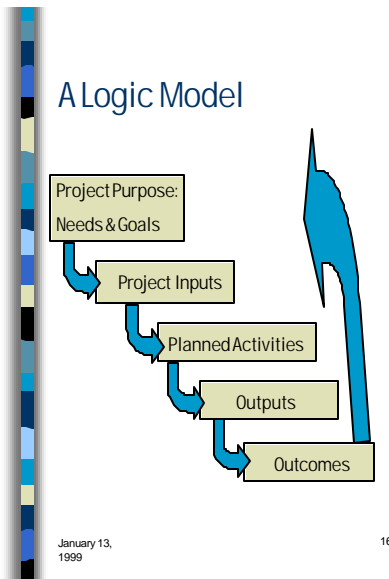 A Logic Model
Project Purpose:
Needs & Goals
Project Inputs
Planned Activities
Outputs
Outcomes
January 13,
1999
16